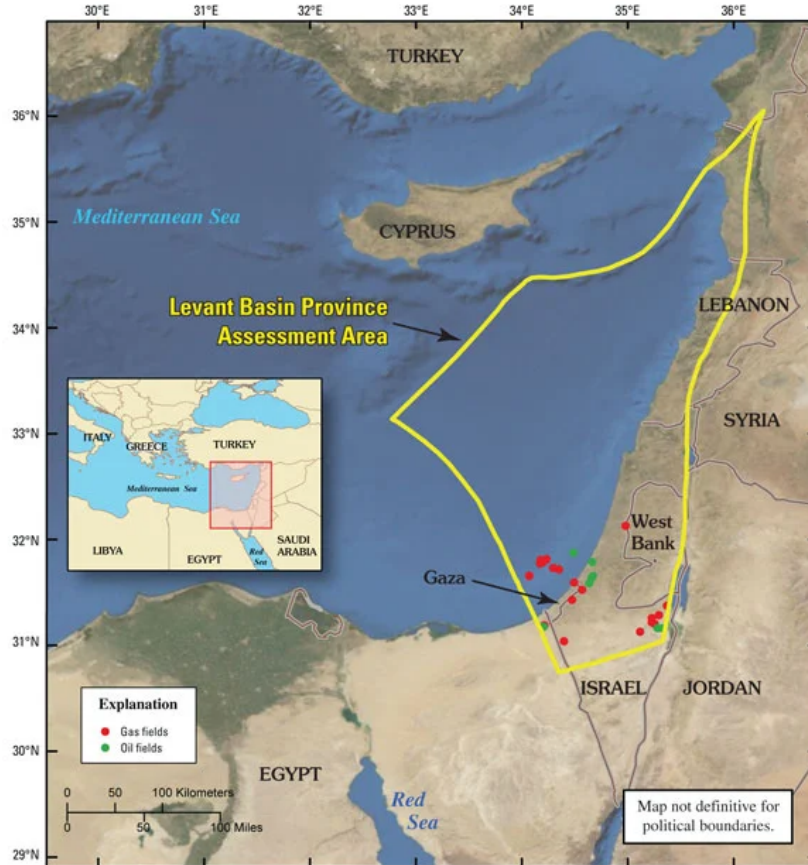 30°E
31°E
32°E
33°E
34°E
35°E
36°E
TURKEY
36°N
35°N
Mediterranean Sea
CYPRUS
Levant Basin Province
Assessment Area
34°N
LEBANON
SYRIA
33°N
ITALY
GREECE
TURKEY
Mediterranean Sea
LIBYA
EGYPT
Red
Sea
SAUDI
ARABIA
32°N
West
Bank
Gaza
31°N
ISRAEL
JORDAN
Explanation
Gas fields
Oil fields
30°N
EGYPT
0 50 100 Kilometers
0 50 100 Miles
Red
Sea
Map not definitive for
political boundaries.
29°N